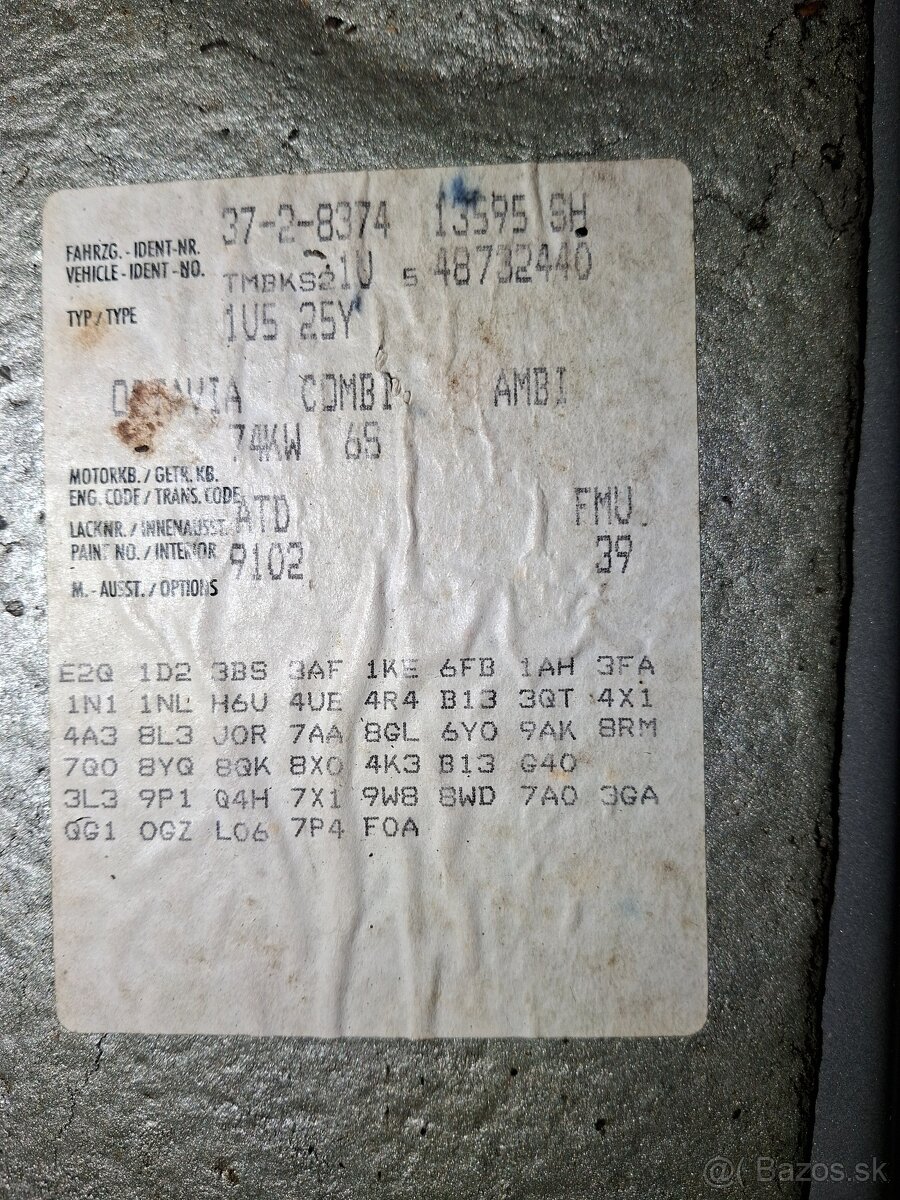 37-2-8374 13595 SH
FAHRZG. - IDENT-NR.
VEHICLE - IDENT - NO. TMBKS21U 5 48732440
TYP / TYPE 1U5 25Y
OCTAVIA COMBI AMBI
74KW 6S
MOTORKB. / GETR. KB.
ENG. CODE / TRANS. CODE ATD FMU
LACKNR. / INNENAUSST.
PAINT NO. / INTERIOR 9102 39
M. - AUSST. / OPTIONS
E2Q 1D2 3BS 3AF 1KE 6FB 1AH 3FA
1N1 1NL H6U 4UE 4R4 B13 3QT 4X1
4A3 8L3 J0R 7AA 8GL 6Y0 9AK 8RM
7Q0 8YQ 8QK 8X0 4K3 B13 G40
3L3 9P1 Q4H 7X1 9W8 8WD 7A0 3GA
QG1 0GZ L06 7P4 F0A
@( Bazos.sk